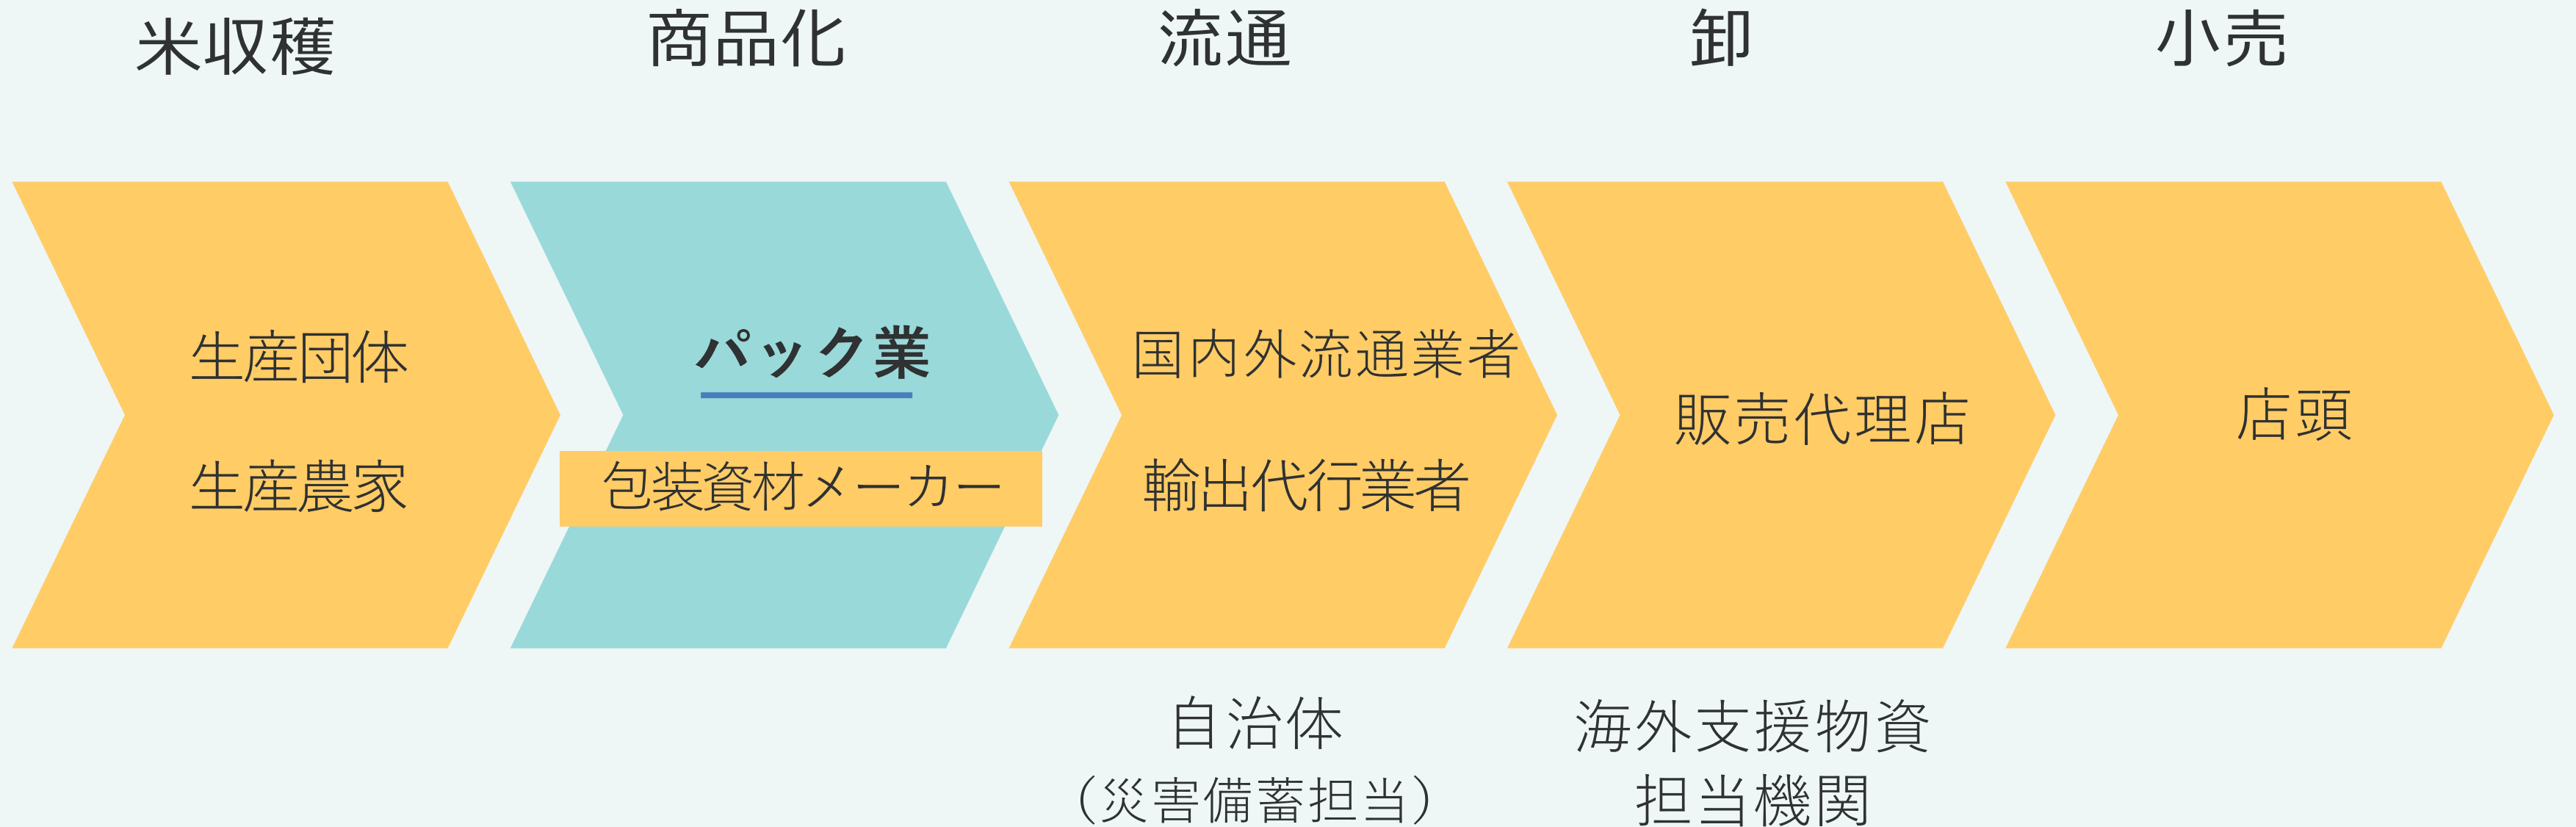 米収穫
商品化
流通
卸
小売
生産団体
生産農家
パック業
包装資材メーカー
国内外流通業者
輸出代行業者
販売代理店
店頭
自治体
（災害備蓄担当）
海外支援物資
担当機関